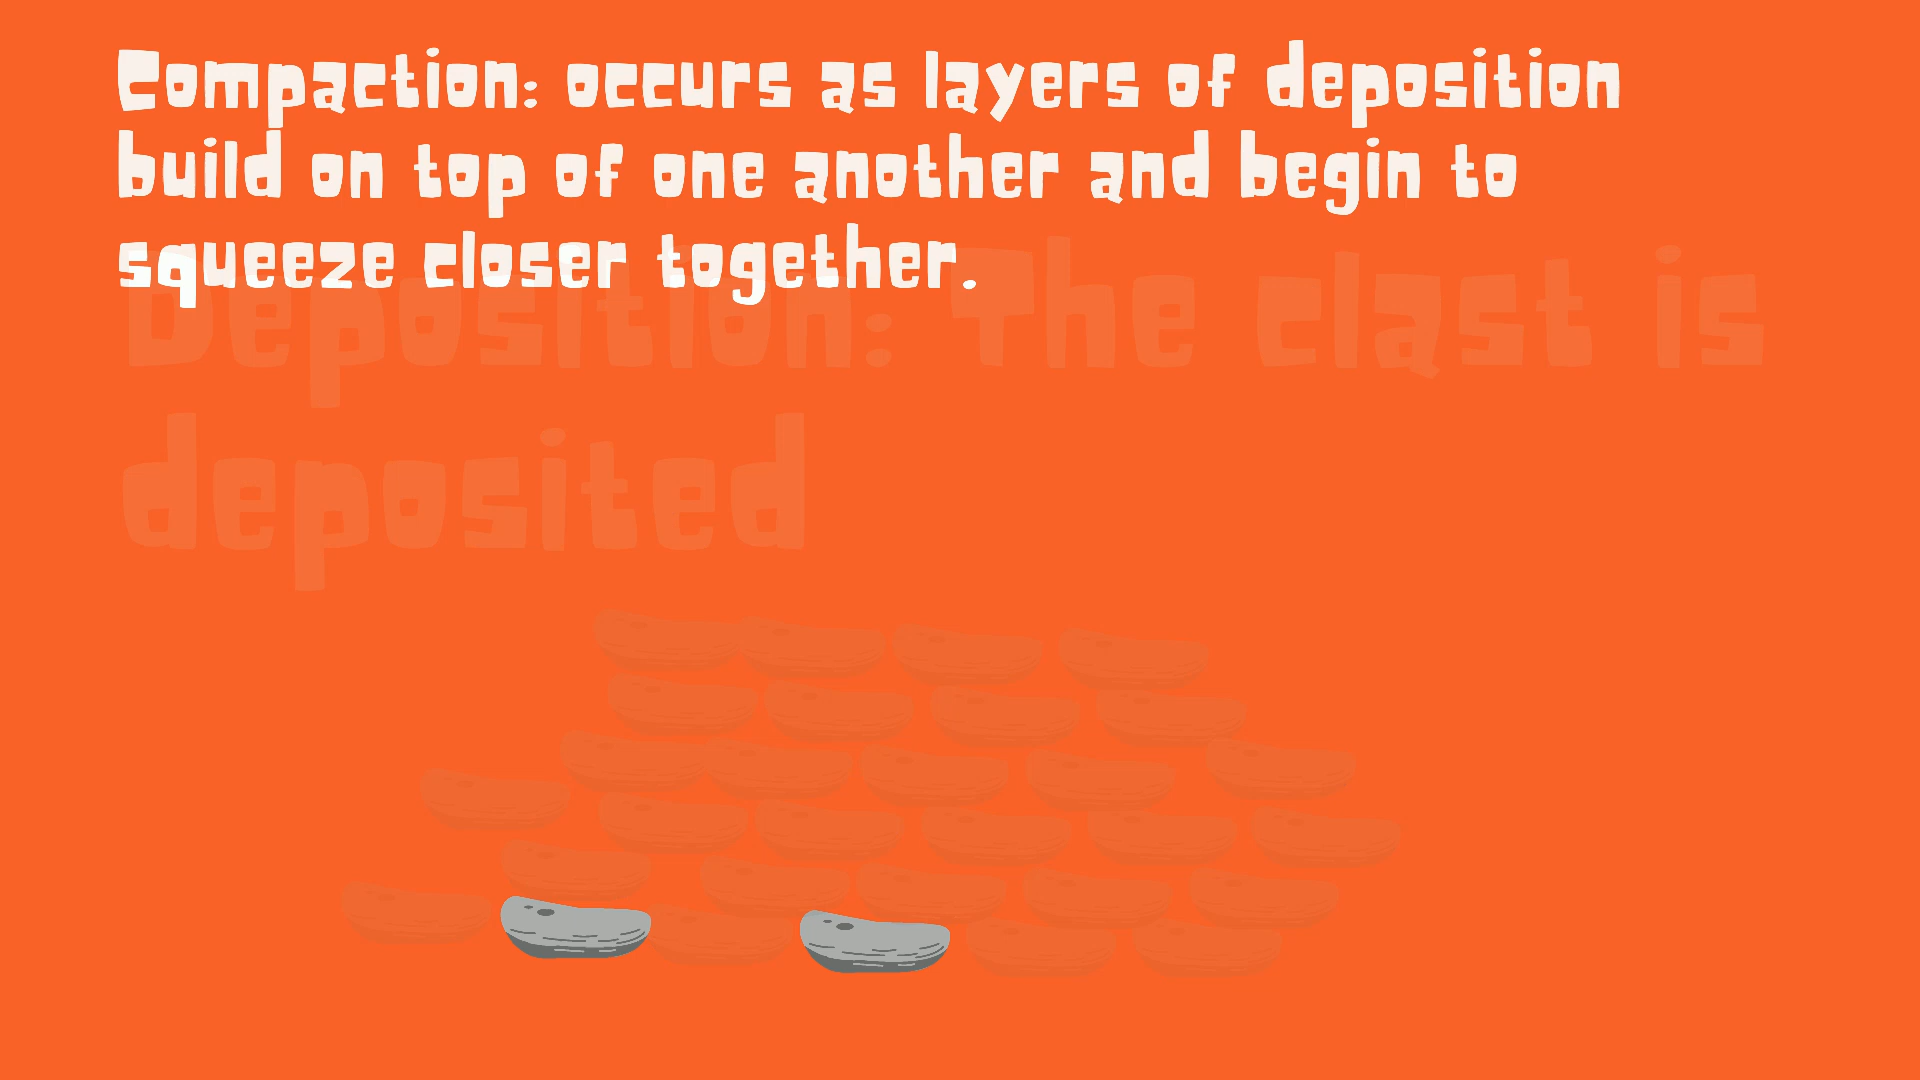 Compaction: occurs as layers of deposition
build on top of one another and begin to
squeeze closer together.
Deposition: The clast is
deposited